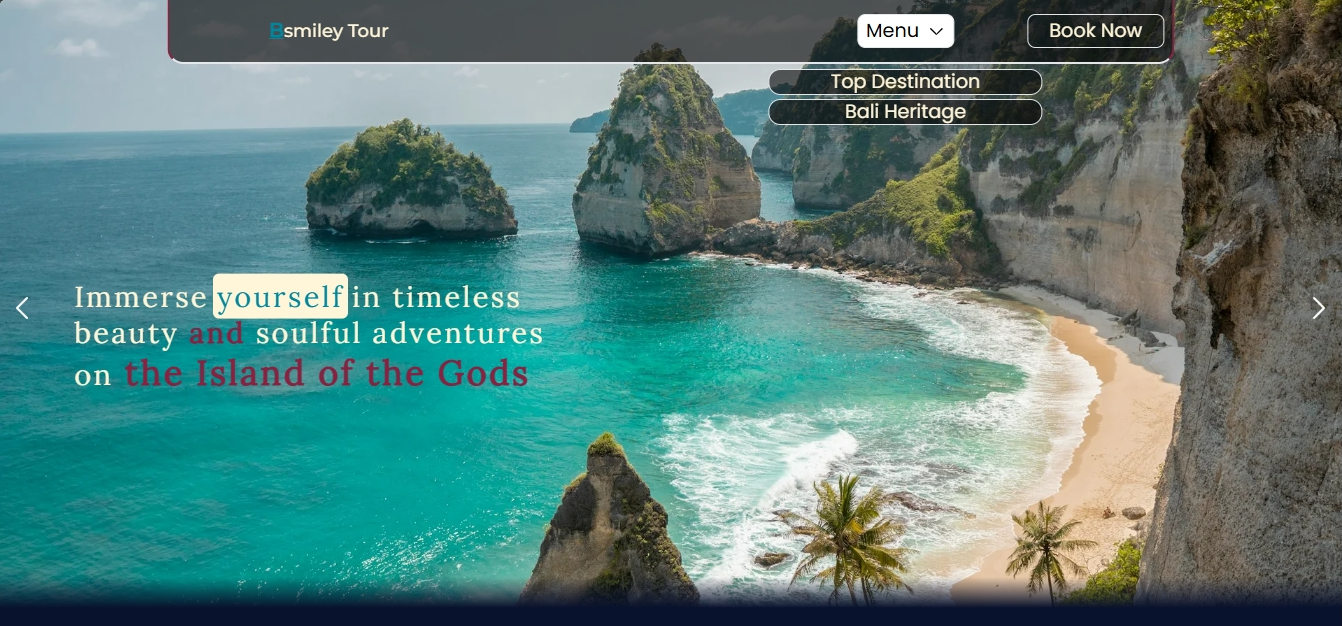 Bsmiley Tour
Menu
Book Now
Top Destination
Bali Heritage
Immerse yourself in timeless
beauty and soulful adventures
on the Island of the Gods